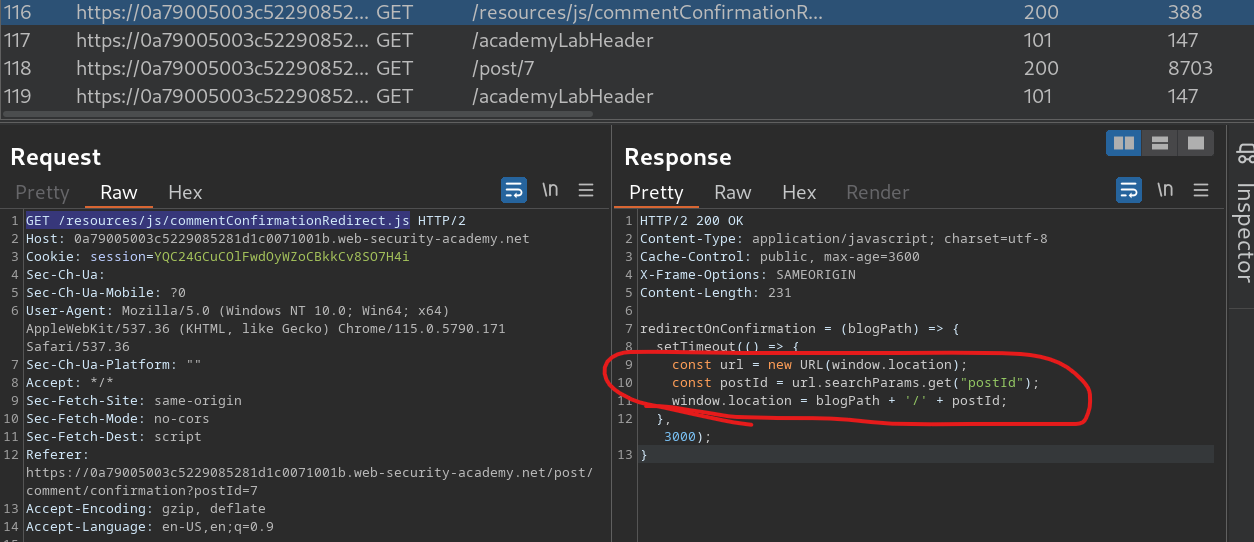 116 https://0a79005003c52290852... GET /resources/js/commentConfirmationR... 200 388
117 https://0a79005003c52290852... GET /academyLabHeader 101 147
118 https://0a79005003c52290852... GET /post/7 200 8703
119 https://0a79005003c52290852... GET /academyLabHeader 101 147
Request
Pretty Raw Hex \n
1 GET /resources/js/commentConfirmationRedirect.js HTTP/2
2 Host: 0a79005003c5229085281d1c0071001b.web-security-academy.net
3 Cookie: session=YQC24GCuCOlFwdOyWZoCBkkCv8SO7H4i
4 Sec-Ch-Ua:
5 Sec-Ch-Ua-Mobile: ?0
6 User-Agent: Mozilla/5.0 (Windows NT 10.0; Win64; x64)
AppleWebKit/537.36 (KHTML, like Gecko) Chrome/115.0.5790.171
Safari/537.36
7 Sec-Ch-Ua-Platform: ""
8 Accept: */*
9 Sec-Fetch-Site: same-origin
10 Sec-Fetch-Mode: no-cors
11 Sec-Fetch-Dest: script
12 Referer:
https://0a79005003c5229085281d1c0071001b.web-security-academy.net/post/
comment/confirmation?postId=7
13 Accept-Encoding: gzip, deflate
14 Accept-Language: en-US,en;q=0.9
Response
Pretty Raw Hex Render \n
1 HTTP/2 200 OK
2 Content-Type: application/javascript; charset=utf-8
3 Cache-Control: public, max-age=3600
4 X-Frame-Options: SAMEORIGIN
5 Content-Length: 231
6
7 redirectOnConfirmation = (blogPath) => {
8 setTimeout(() => {
9 const url = new URL(window.location);
10 const postId = url.searchParams.get("postId");
11 window.location = blogPath + '/' + postId;
12 },
3000);
13 }
Inspector